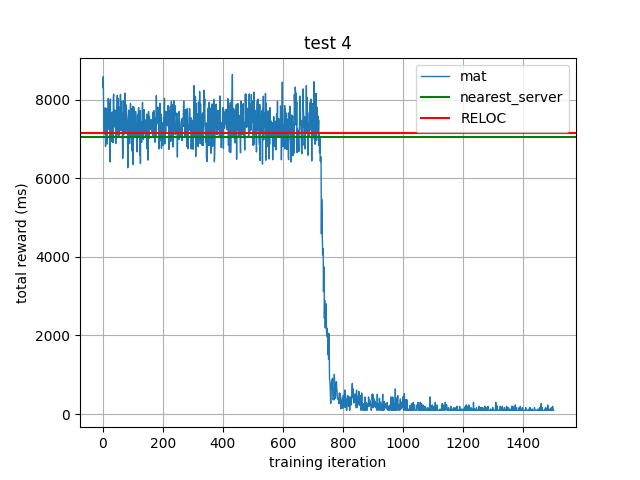 test 4
mat
nearest_server
RELOC
total reward (ms)
8000
6000
4000
2000
0
0 200 400 600 800 1000 1200 1400
training iteration